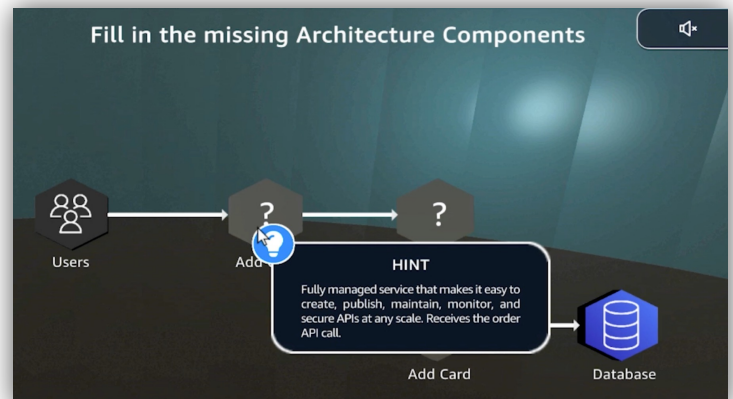 Fill in the missing Architecture Components
?
?
Users
Add
HINT
Fully managed service that makes it easy to
create, publish, maintain, monitor, and
secure APIs at any scale. Receives the order
API call.
Add Card
Database